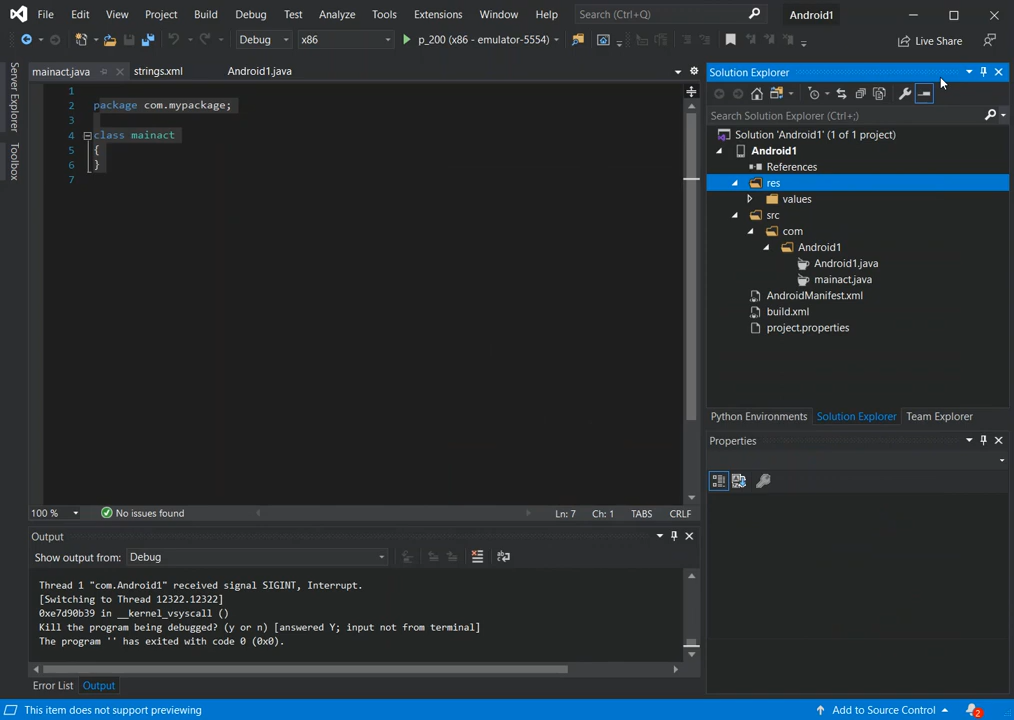 File Edit View Project Build Debug Test Analyze Tools Extensions Window Help Search (Ctrl+Q) Android1
Debug x86 p_200 (x86 - emulator-5554) Live Share
Server Explorer
Toolbox
mainact.java strings.xml Android1.java
1
2 package com.mypackage;
3
4 class mainact
5 {
6 }
7
100 % No issues found Ln: 7 Ch: 1 TABS CRLF
Output
Show output from: Debug
Thread 1 "com.Android1" received signal SIGINT, Interrupt.
[Switching to Thread 12322.12322]
0xe7d90b39 in __kernel_vsyscall ()
Kill the program being debugged? (y or n) [answered Y; input not from terminal]
The program '' has exited with code 0 (0x0).
Error List Output
Solution Explorer
Search Solution Explorer (Ctrl+;)
Solution 'Android1' (1 of 1 project)
Android1
References
res
values
src
com
Android1
Android1.java
mainact.java
AndroidManifest.xml
build.xml
project.properties
Python Environments Solution Explorer Team Explorer
Properties
This item does not support previewing Add to Source Control 2